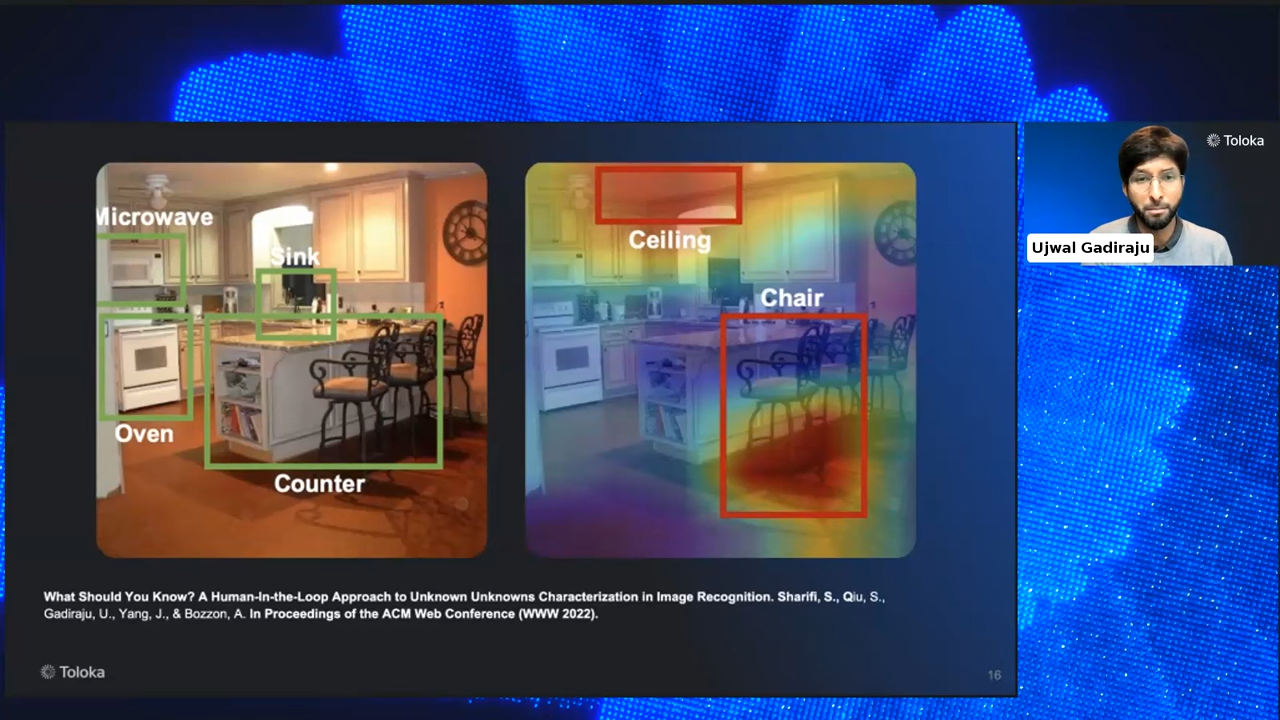 Microwave
Sink
Oven
Counter
Ceiling
Chair
What Should You Know? A Human-In-the-Loop Approach to Unknown Unknowns Characterization in Image Recognition. Sharifi, S., Qiu, S.,
Gadiraju, U., Yang, J., & Bozzon, A. In Proceedings of the ACM Web Conference (WWW 2022).
Toloka
16
Toloka
Ujwal Gadiraju